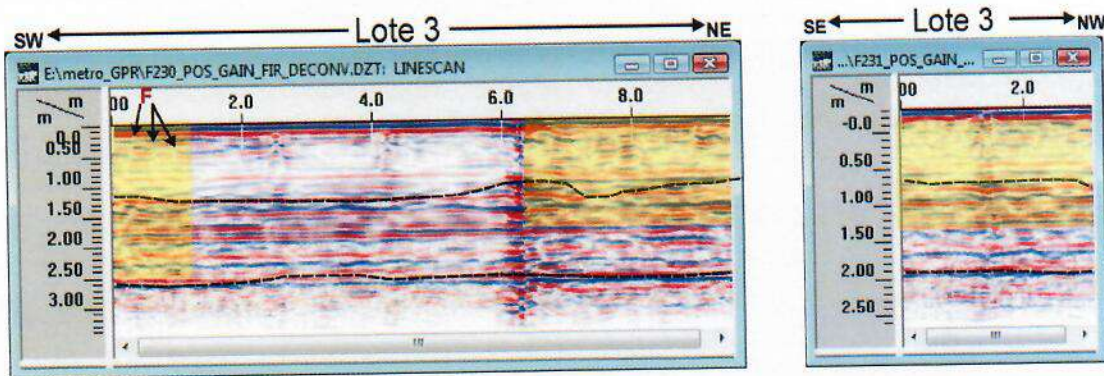 SW Lote 3 NE
E:\metro_GPR\F230_POS_GAIN_FIR_DECONV.DZT: LINESCAN
m
m
00 2.0 4.0 6.0 8.0
F
0.0
0.50
1.00
1.50
2.00
2.50
3.00
SE Lote 3 NW
...\F231_POS_GAIN_...
m
m
00 2.0
-0.0
0.50
1.00
1.50
2.00
2.50